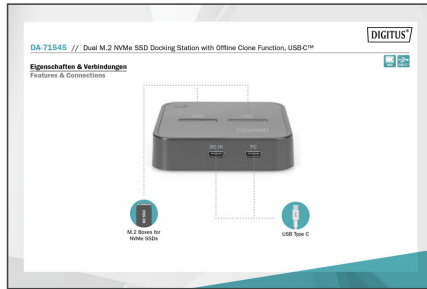 DIGITUS®
DA-71545 // Dual M.2 NVMe SSD Docking Station with Offline Clone Function, USB-C™
Eigenschaften & Verbindungen
Features & Connections
DC IN
PC
M.2 Boxes for
NVMe SSDs
USB Type C